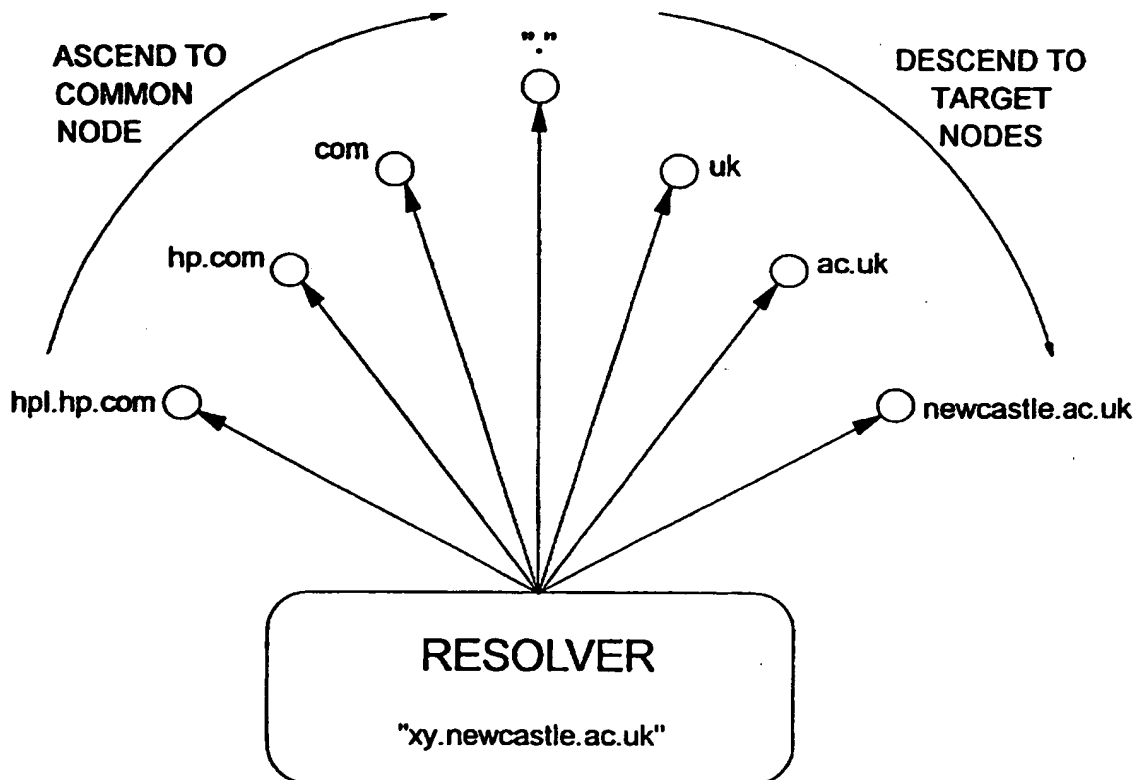 ASCEND TO
COMMON
NODE
"."
DESCEND TO
TARGET
NODES
com
uk
hp.com
ac.uk
hpl.hp.com
newcastle.ac.uk
RESOLVER
"xy.newcastle.ac.uk"